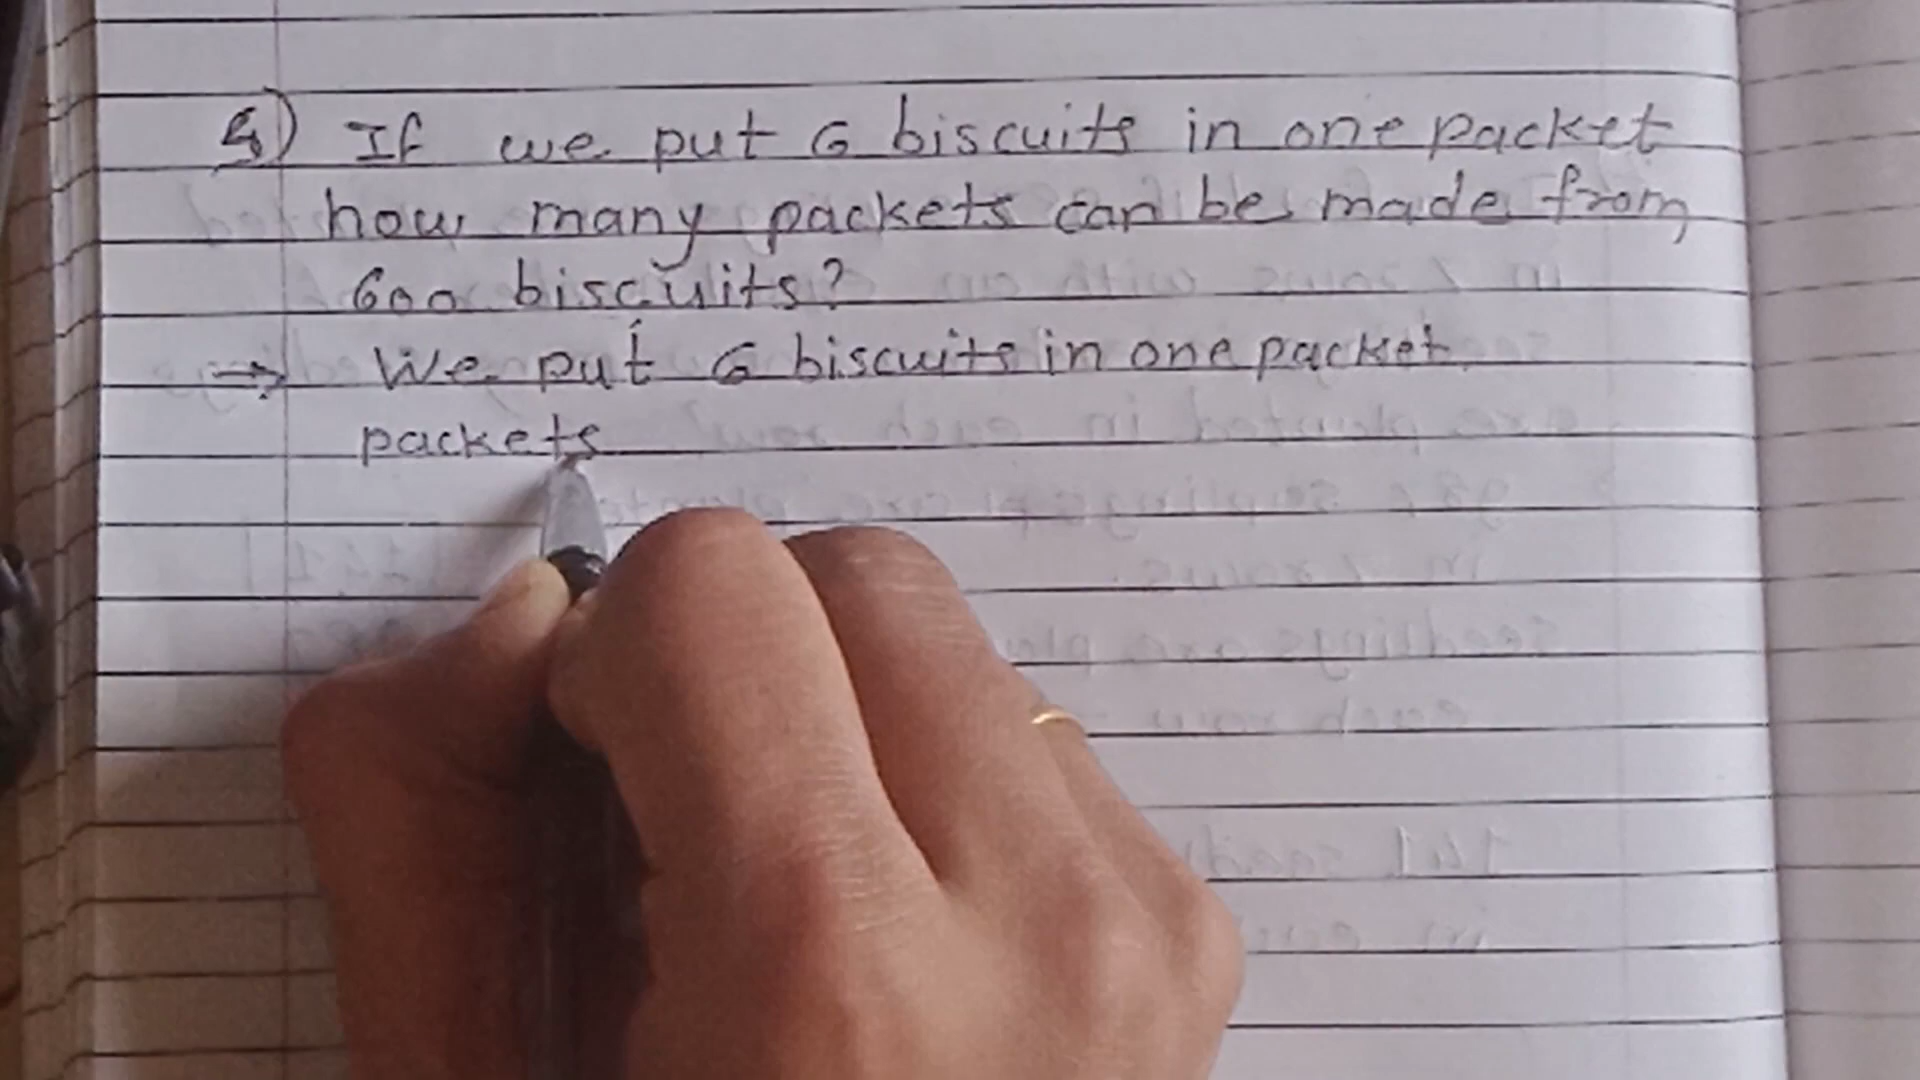 4) If we put 6 biscuits in one packet
how many packets can be made from
600 biscuits?
→ We put 6 biscuits in one packet.
packets